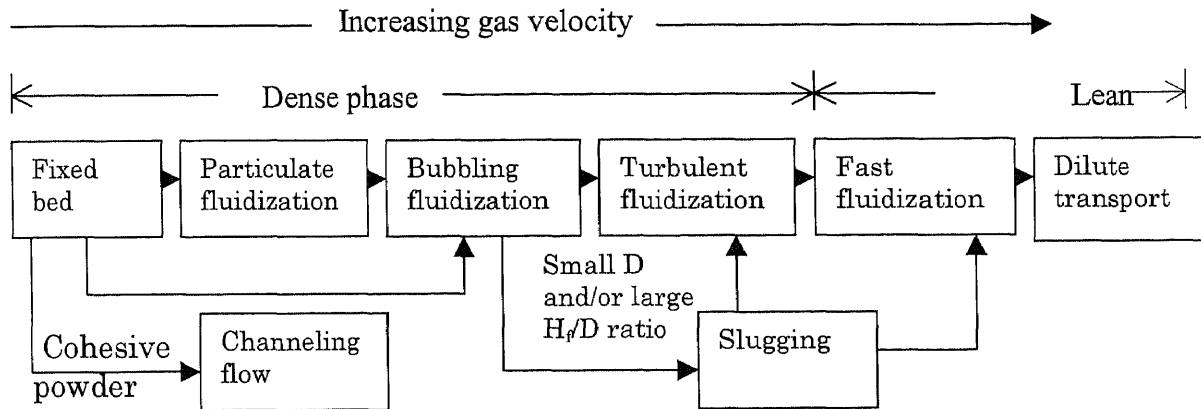 Increasing gas velocity
Dense phase
Lean
Fixed
bed
Particulate
fluidization
Bubbling
fluidization
Turbulent
fluidization
Fast
fluidization
Dilute
transport
Small D
and/or large
H_f/D ratio
Cohesive
powder
Channeling
flow
Slugging